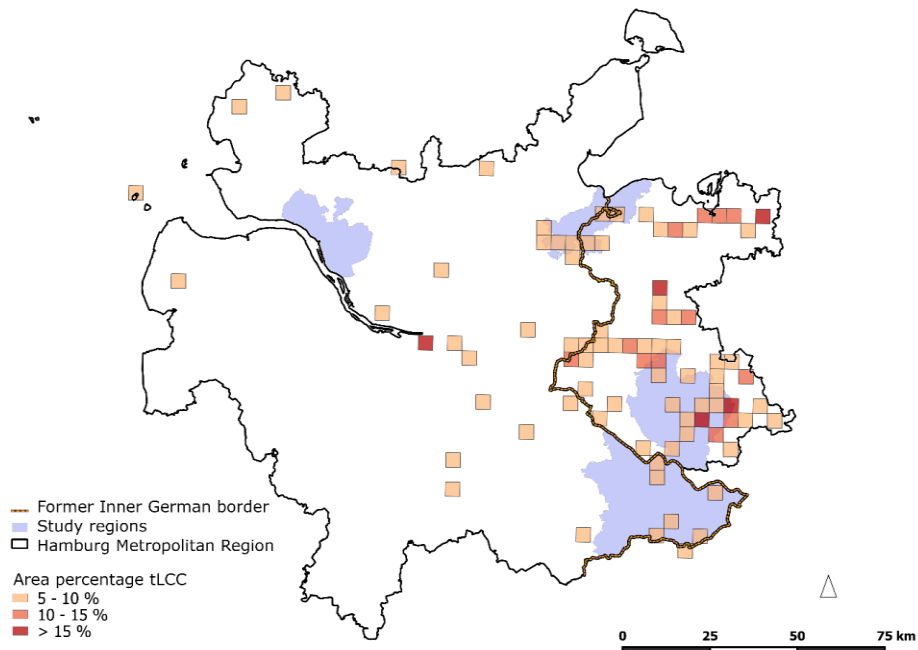 Former Inner German border
Study regions
Hamburg Metropolitan Region
Area percentage tLCC
5 - 10 %
10 - 15 %
> 15 %
0 25 50 75 km